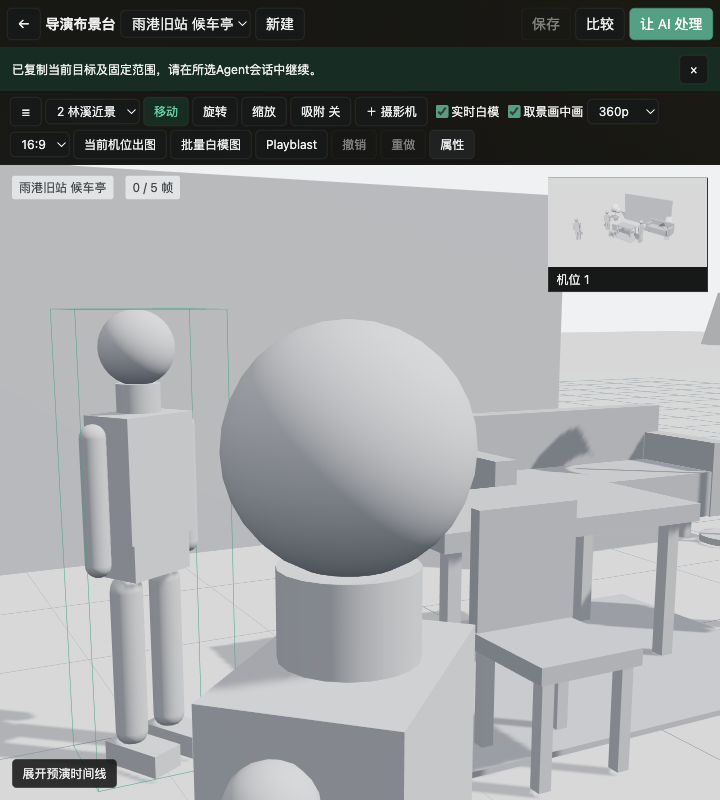 导演布景台 雨港旧站 候车亭 新建 保存 比较 让 AI 处理
已复制当前目标及固定范围，请在所选Agent会话中继续。
2 林溪近景 移动 旋转 缩放 吸附 关 ＋ 摄影机 实时白模 取景画中画 360p
16:9 当前机位出图 批量白模图 Playblast 撤销 重做 属性
雨港旧站 候车亭 0 / 5 帧
机位 1
展开预演时间线